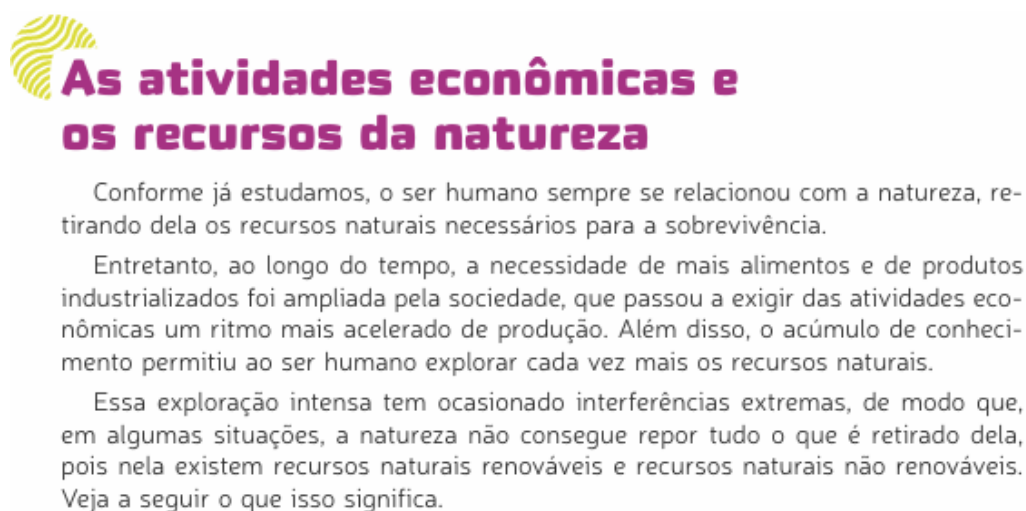 As atividades econômicas e
os recursos da natureza
Conforme já estudamos, o ser humano sempre se relacionou com a natureza, re-
tirando dela os recursos naturais necessários para a sobrevivência.
Entretanto, ao longo do tempo, a necessidade de mais alimentos e de produtos
industrializados foi ampliada pela sociedade, que passou a exigir das atividades eco-
nômicas um ritmo mais acelerado de produção. Além disso, o acúmulo de conheci-
mento permitiu ao ser humano explorar cada vez mais os recursos naturais.
Essa exploração intensa tem ocasionado interferências extremas, de modo que,
em algumas situações, a natureza não consegue repor tudo o que é retirado dela,
pois nela existem recursos naturais renováveis e recursos naturais não renováveis.
Veja a seguir o que isso significa.